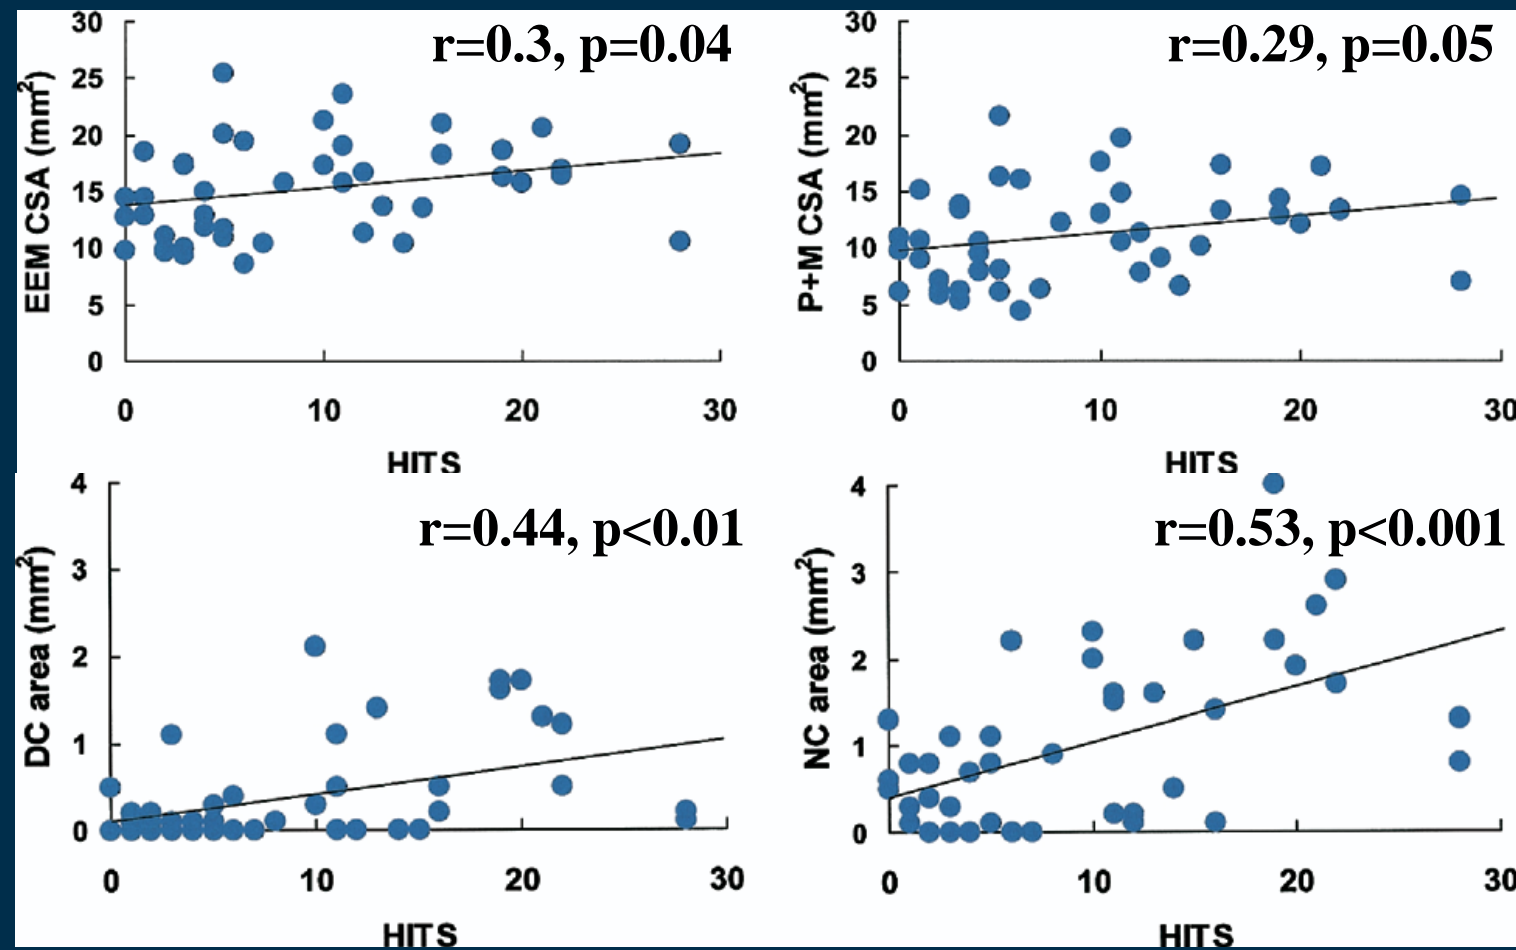 r=0.3, p=0.04
EEM CSA (mm²)
30
25
20
15
10
5
0
0 10 20 30
HITS
r=0.29, p=0.05
P+M CSA (mm²)
30
25
20
15
10
5
0
0 10 20 30
HITS
r=0.44, p<0.01
DC area (mm²)
4
3
2
1
0
0 10 20 30
HITS
r=0.53, p<0.001
NC area (mm²)
4
3
2
1
0
0 10 20 30
HITS